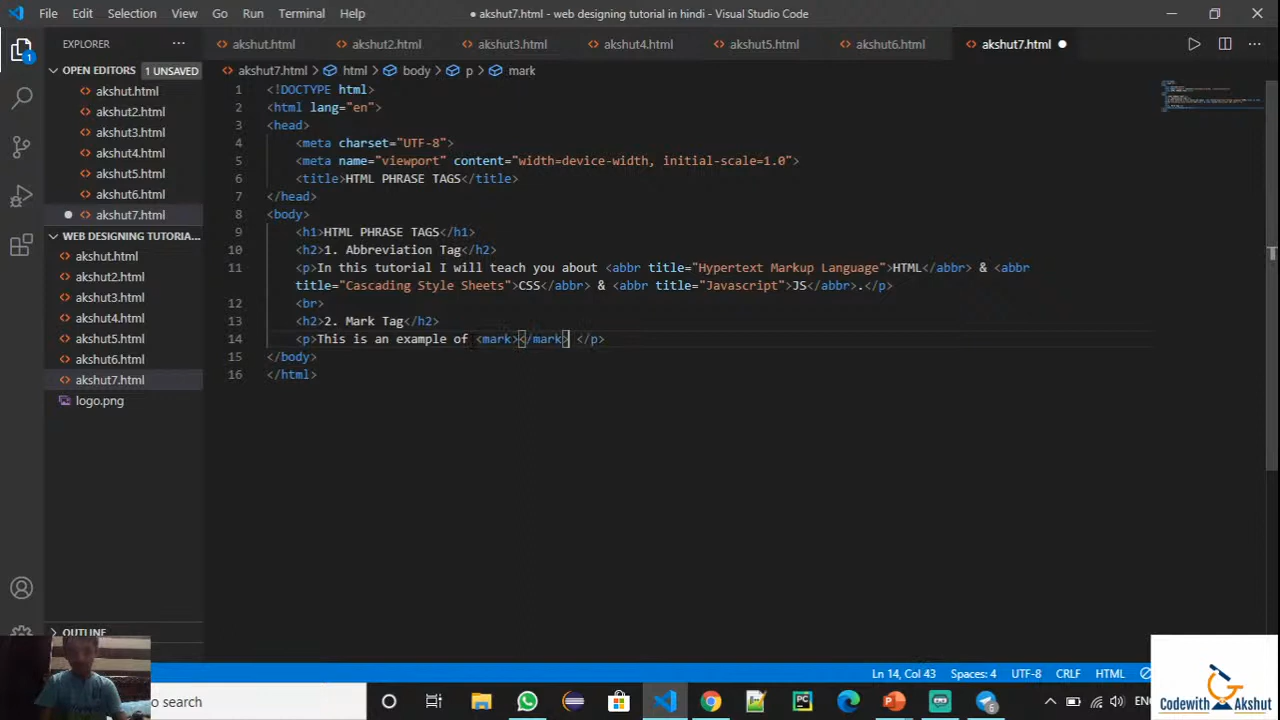 File Edit Selection View Go Run Terminal Help
● akshut7.html - web designing tutorial in hindi - Visual Studio Code
EXPLORER
akshut.html akshut2.html akshut3.html akshut4.html akshut5.html akshut6.html akshut7.html
OPEN EDITORS 1 UNSAVED
akshut.html
akshut2.html
akshut3.html
akshut4.html
akshut5.html
akshut6.html
akshut7.html
WEB DESIGNING TUTORIA...
akshut.html
akshut2.html
akshut3.html
akshut4.html
akshut5.html
akshut6.html
akshut7.html
logo.png
OUTLINE
1
akshut7.html > html > body > p > mark
1 <!DOCTYPE html>
2 <html lang="en">
3 <head>
4 <meta charset="UTF-8">
5 <meta name="viewport" content="width=device-width, initial-scale=1.0">
6 <title>HTML PHRASE TAGS</title>
7 </head>
8 <body>
9 <h1>HTML PHRASE TAGS</h1>
10 <h2>1. Abbreviation Tag</h2>
11 <p>In this tutorial I will teach you about <abbr title="Hypertext Markup Language">HTML</abbr> & <abbr
title="Cascading Style Sheets">CSS</abbr> & <abbr title="Javascript">JS</abbr>.</p>
12 <br>
13 <h2>2. Mark Tag</h2>
14 <p>This is an example of <mark></mark> </p>
15 </body>
16 </html>
Ln 14, Col 43 Spaces: 4 UTF-8 CRLF HTML
o search
ENG
Codewith Akshut